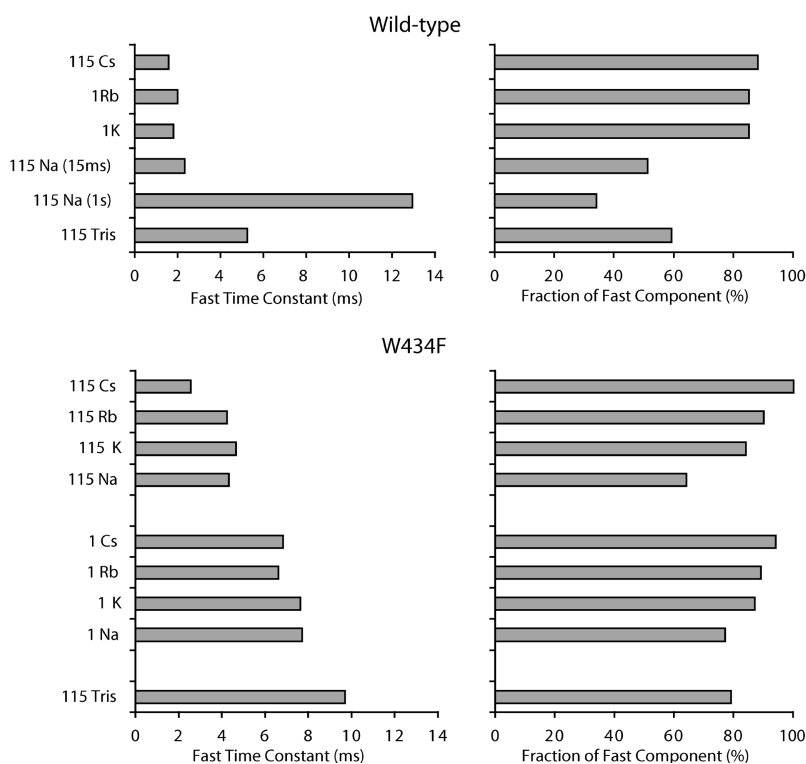 Wild-type
115 Cs
1Rb
1K
115 Na (15ms)
115 Na (1s)
115 Tris
0 2 4 6 8 10 12 14
Fast Time Constant (ms)
0 20 40 60 80 100
Fraction of Fast Component (%)
W434F
115 Cs
115 Rb
115 K
115 Na
1 Cs
1 Rb
1 K
1 Na
115 Tris
0 2 4 6 8 10 12 14
Fast Time Constant (ms)
0 20 40 60 80 100
Fraction of Fast Component (%)